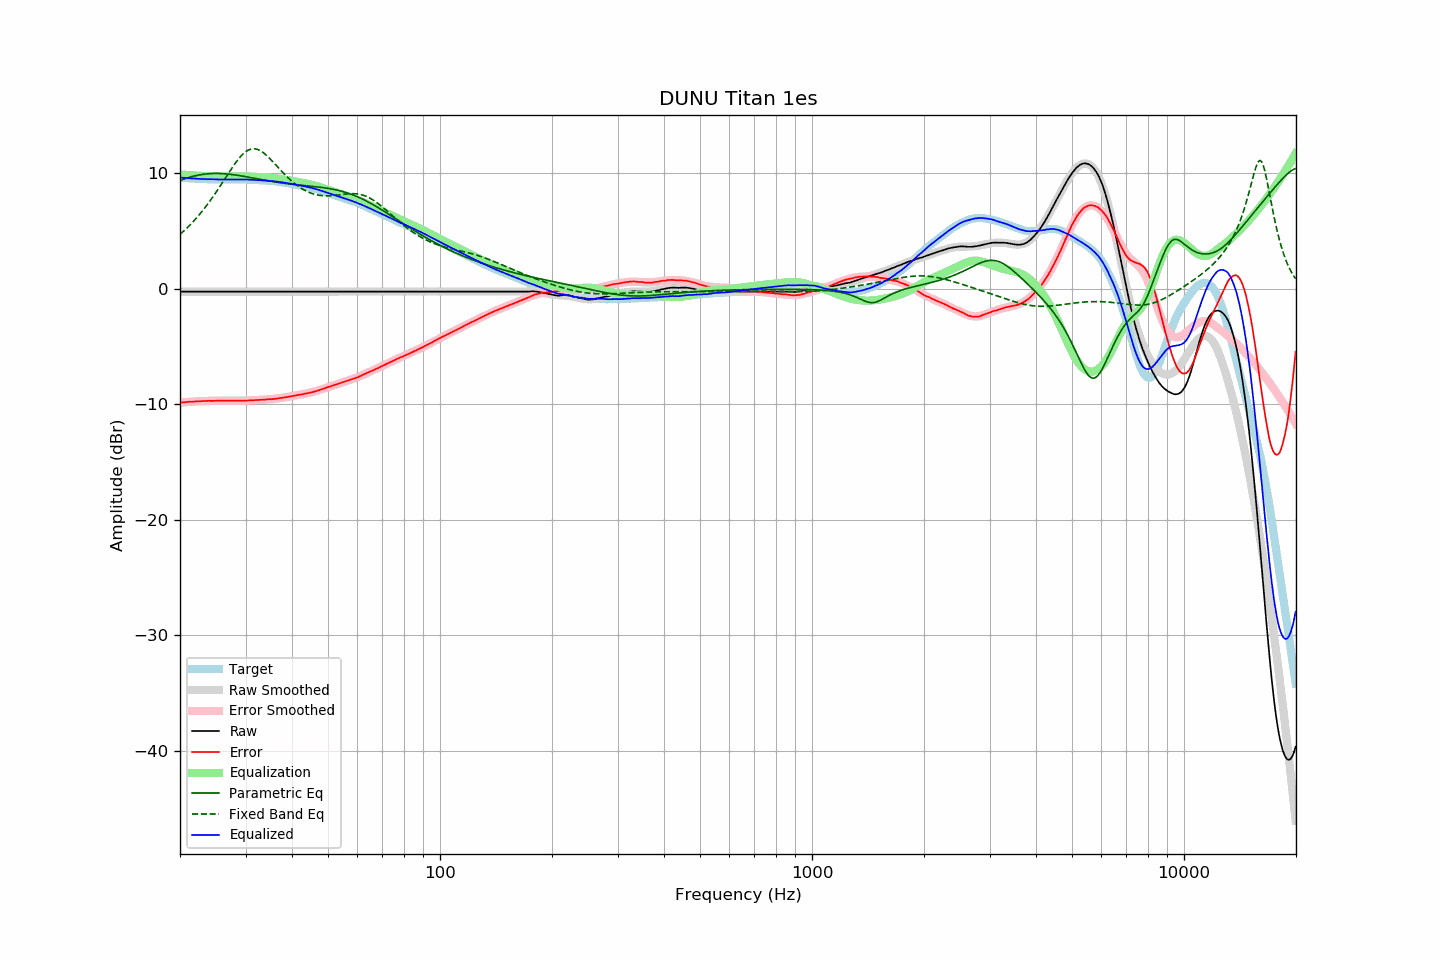 DUNU Titan 1es
10
0
−10
−20
−30
−40
Amplitude (dBr)
100
1000
10000
Frequency (Hz)
Target
Raw Smoothed
Error Smoothed
Raw
Error
Equalization
Parametric Eq
Fixed Band Eq
Equalized